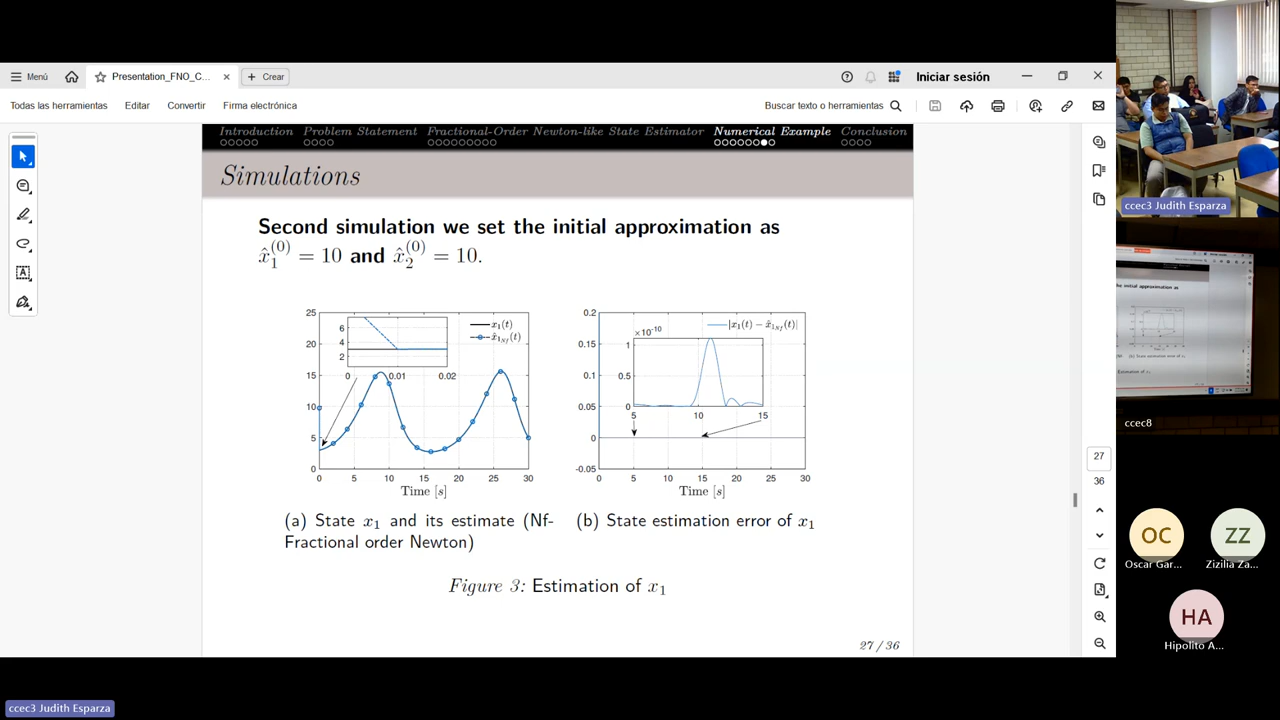 Menú
Presentation_FNO_C...
Crear
Iniciar sesión
Todas las herramientas
Editar
Convertir
Firma electrónica
Buscar texto o herramientas
Introduction
Problem Statement
Fractional-Order Newton-like State Estimator
Numerical Example
Conclusion
Simulations
Second simulation we set the initial approximation as
x̂₁⁽⁰⁾ = 10 and x̂₂⁽⁰⁾ = 10.
25
20
15
10
5
0
6
4
2
0 0.01 0.02
x₁(t)
x̂₁_Nf(t)
0 5 10 15 20 25 30
Time [s]
0.2
0.15
0.1
0.05
0
-0.05
×10⁻¹⁰
1
0.5
0
5 10 15
|x₁(t) − x̂₁_Nf(t)|
0 5 10 15 20 25 30
Time [s]
(a) State x₁ and its estimate (Nf-
Fractional order Newton)
(b) State estimation error of x₁
Figure 3: Estimation of x₁
27 / 36
27
36
ccec3 Judith Esparza
ccec8
OC
Oscar Gar...
ZZ
Zizilia Za...
HA
Hipolito A...
ccec3 Judith Esparza